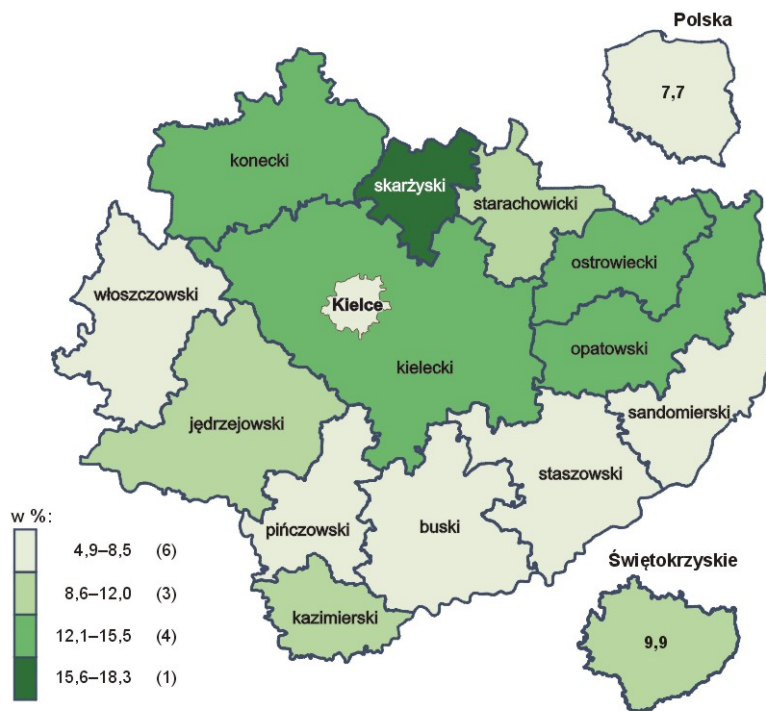 Polska
7,7
konecki
skarżyski
starachowicki
ostrowiecki
włoszczowski
Kielce
opatowski
kielecki
sandomierski
jędrzejowski
staszowski
w %:
pińczowski
buski
4,9–8,5 (6)
Świętokrzyskie
8,6–12,0 (3)
kazimierski
12,1–15,5 (4)
9,9
15,6–18,3 (1)